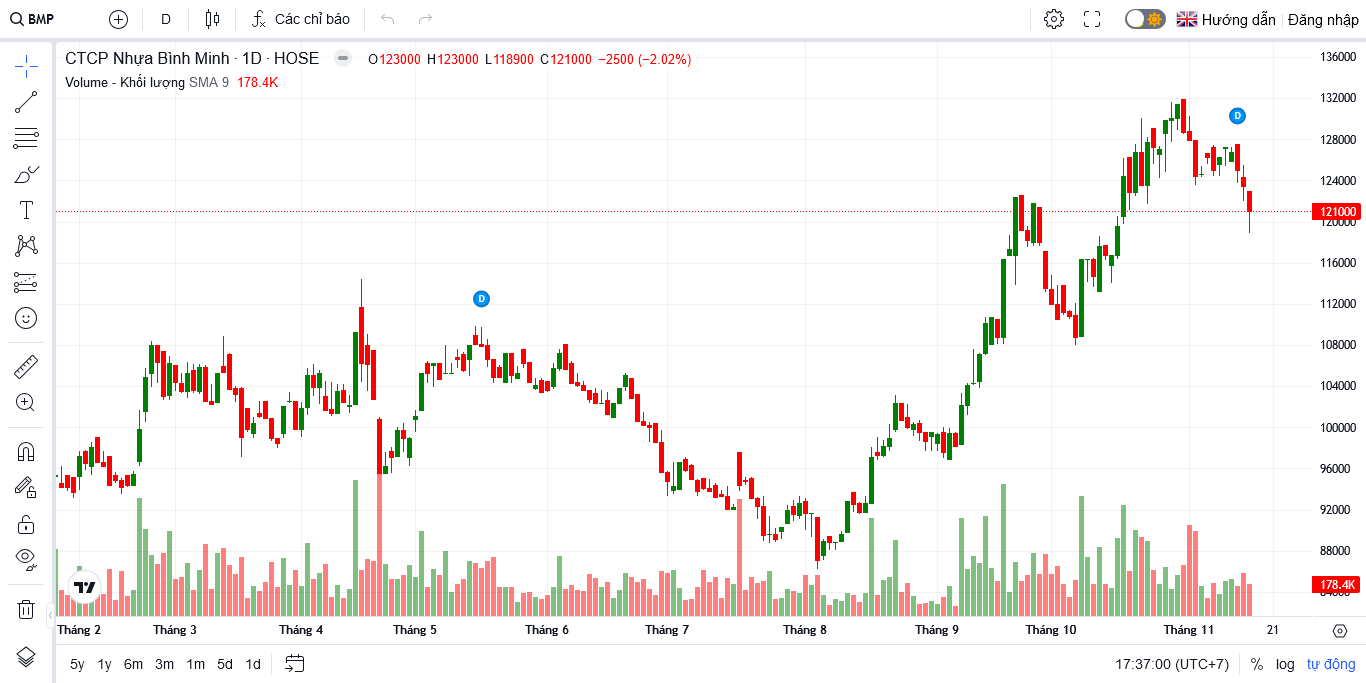 BMP D Các chỉ báo Hướng dẫn Đăng nhập
CTCP Nhựa Bình Minh · 1D · HOSE O123000 H123000 L118900 C121000 −2500 (−2.02%)
Volume - Khối lượng SMA 9 178.4K
136000
132000
D
128000
124000
121000
120000
116000
112000
D
108000
104000
100000
96000
92000
88000
178.4K
84000
Tháng 2 Tháng 3 Tháng 4 Tháng 5 Tháng 6 Tháng 7 Tháng 8 Tháng 9 Tháng 10 Tháng 11 21
5y 1y 6m 3m 1m 5d 1d 17:37:00 (UTC+7) % log tự động